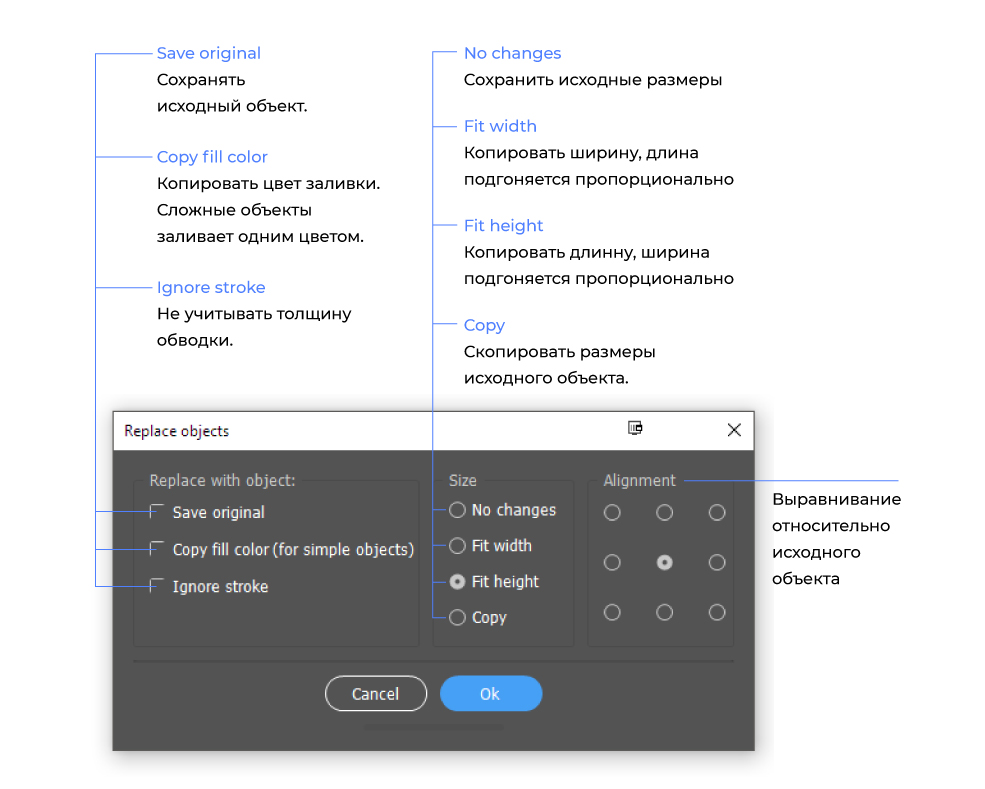 Save original
Сохранять
исходный объект.
Copy fill color
Копировать цвет заливки.
Сложные объекты
заливает одним цветом.
Ignore stroke
Не учитывать толщину
обводки.
No changes
Сохранить исходные размеры
Fit width
Копировать ширину, длина
подгоняется пропорционально
Fit height
Копировать длинну, ширина
подгоняется пропорционально
Copy
Скопировать размеры
исходного объекта.
Replace objects
Replace with object:
Save original
Copy fill color (for simple objects)
Ignore stroke
Size
No changes
Fit width
Fit height
Copy
Alignment
Выравнивание
относительно
исходного
объекта
Cancel
Ok